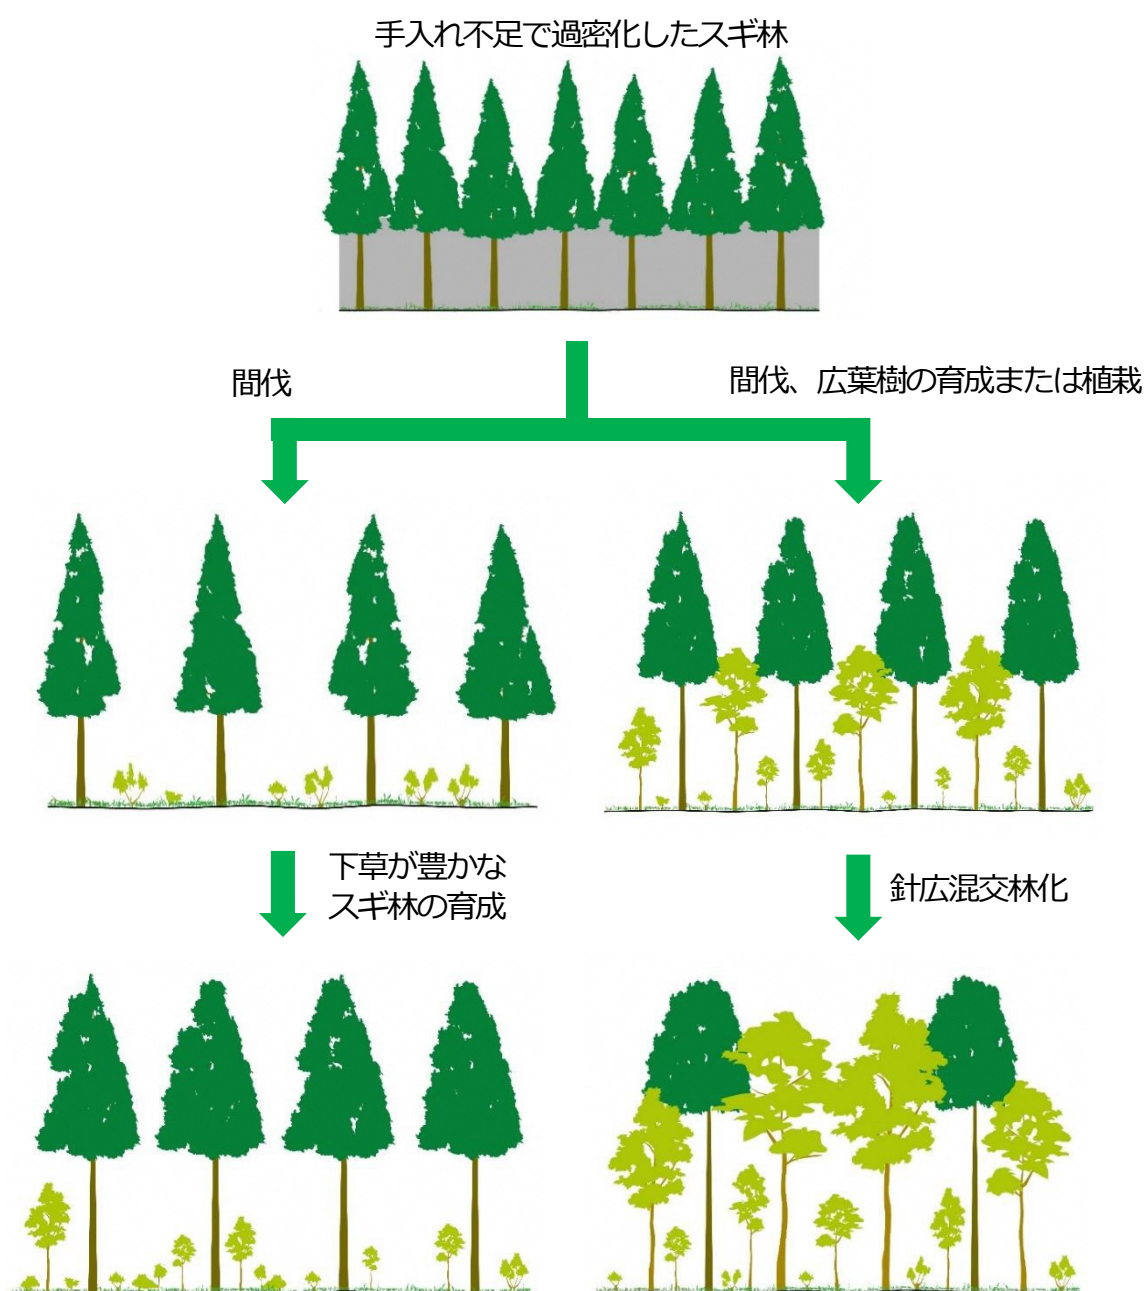 手入れ不足で過密化したスギ林
間伐
間伐、広葉樹の育成または植栽
下草が豊かな
スギ林の育成
針広混交林化